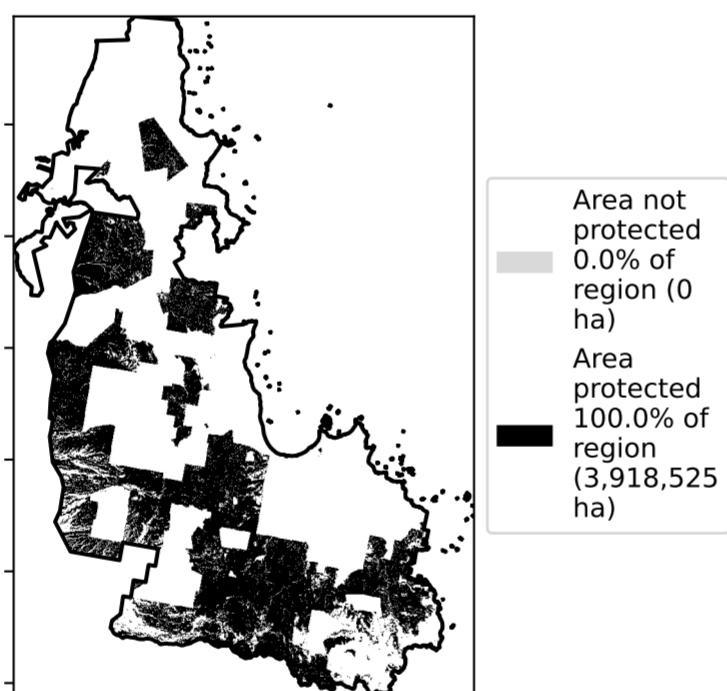 Area not
protected
0.0% of
region (0
ha)
Area
protected
100.0% of
region
(3,918,525
ha)